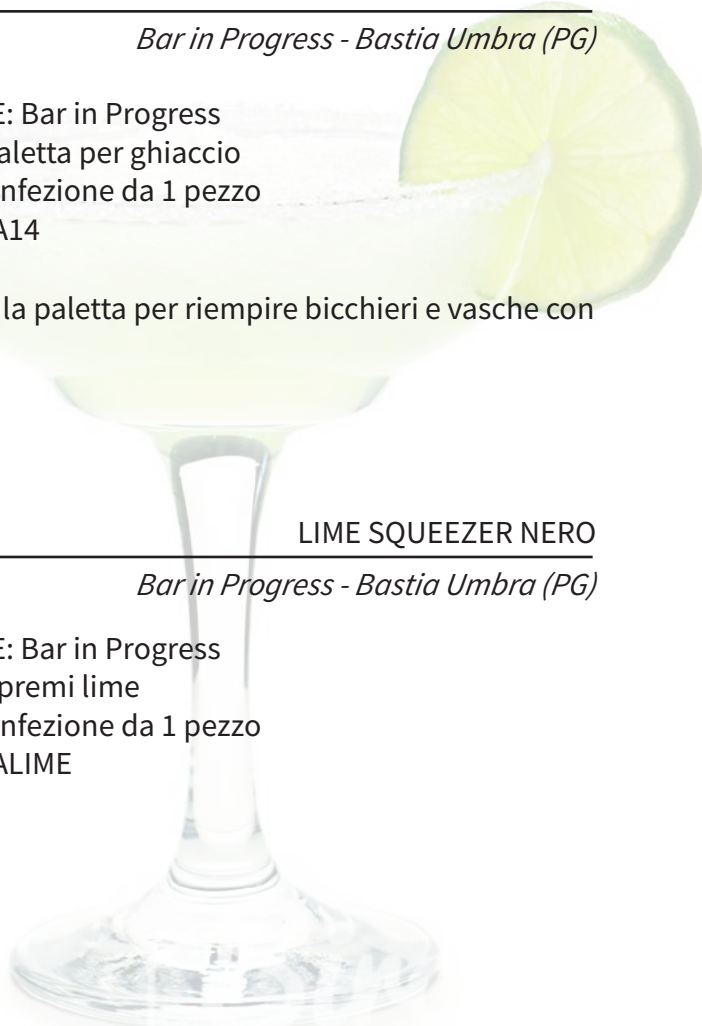 Bar in Progress - Bastia Umbra (PG)
E: Bar in Progress
aletta per ghiaccio
nfezione da 1 pezzo
A14
la paletta per riempire bicchieri e vasche con
LIME SQUEEZER NERO
Bar in Progress - Bastia Umbra (PG)
E: Bar in Progress
premi lime
nfezione da 1 pezzo
ALIME